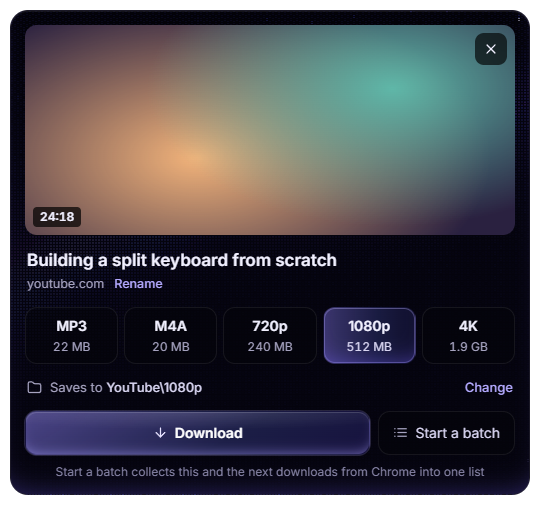 24:18
Building a split keyboard from scratch
youtube.com Rename
MP3 M4A 720p 1080p 4K
22 MB 20 MB 240 MB 512 MB 1.9 GB
Saves to YouTube\1080p Change
Download Start a batch
Start a batch collects this and the next downloads from Chrome into one list